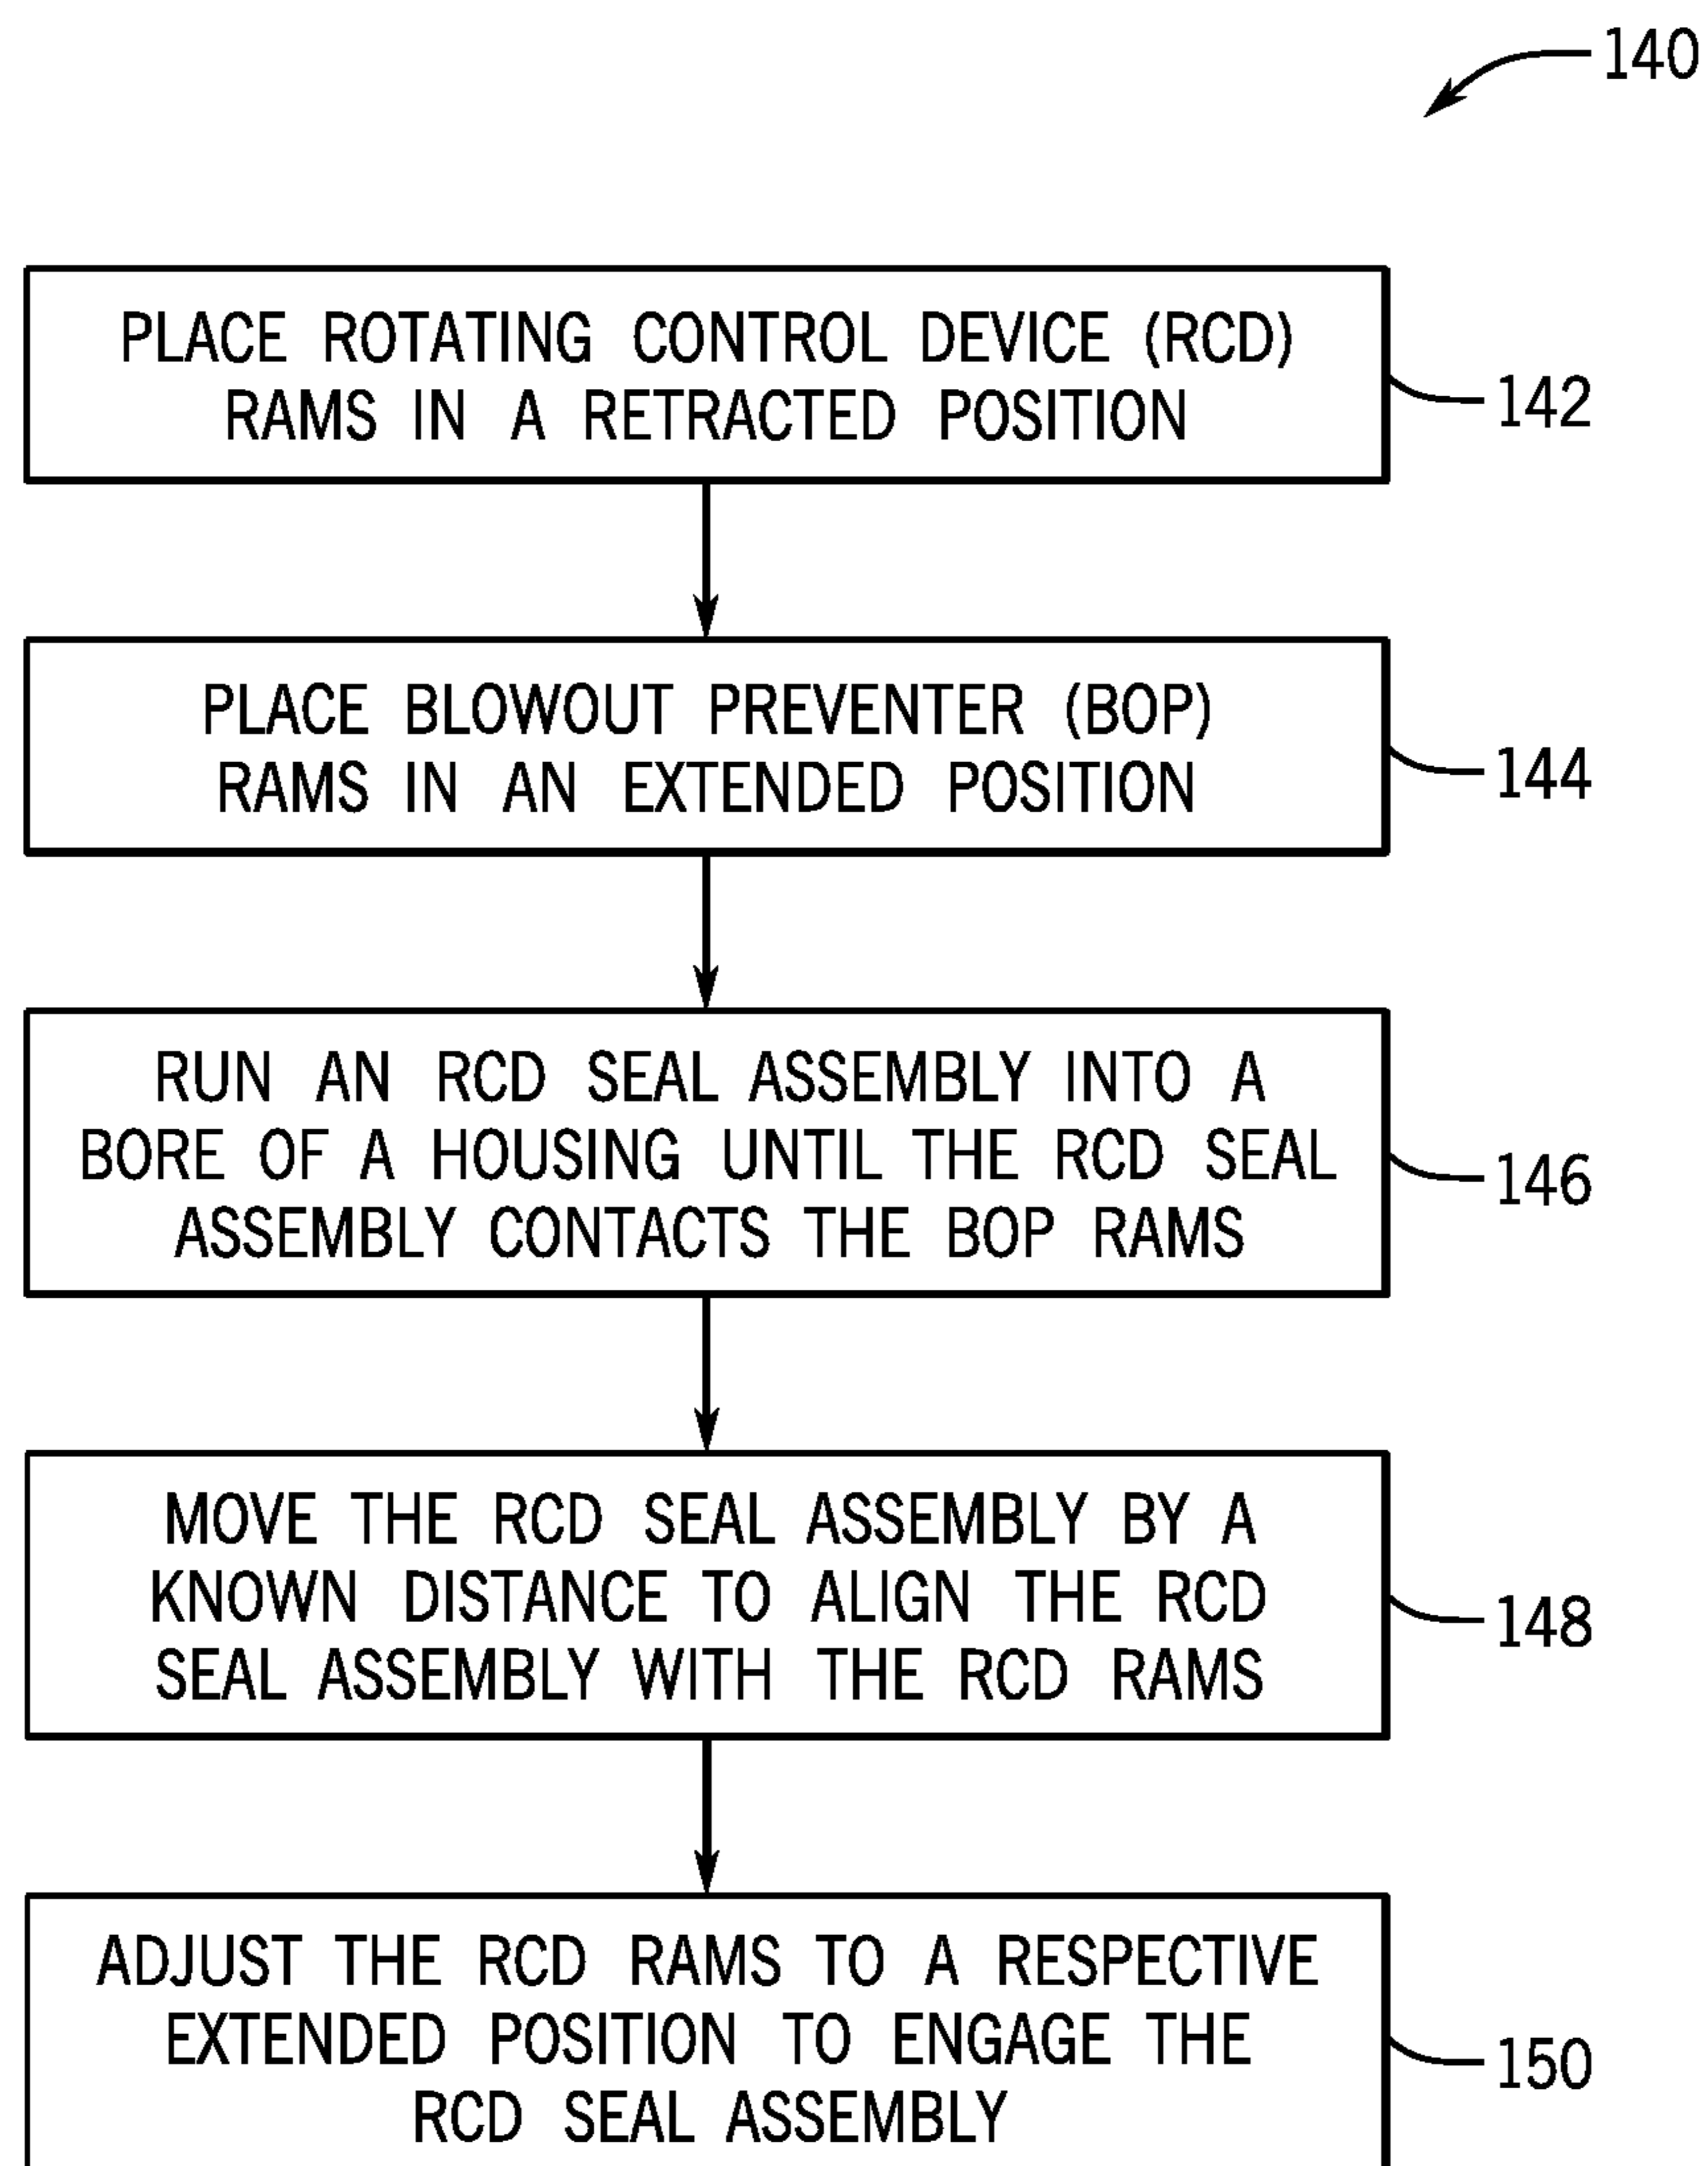 140
PLACE ROTATING CONTROL DEVICE (RCD)
RAMS IN A RETRACTED POSITION
142
PLACE BLOWOUT PREVENTER (BOP)
RAMS IN AN EXTENDED POSITION
144
RUN AN RCD SEAL ASSEMBLY INTO A
BORE OF A HOUSING UNTIL THE RCD SEAL
ASSEMBLY CONTACTS THE BOP RAMS
146
MOVE THE RCD SEAL ASSEMBLY BY A
KNOWN DISTANCE TO ALIGN THE RCD
SEAL ASSEMBLY WITH THE RCD RAMS
148
ADJUST THE RCD RAMS TO A RESPECTIVE
EXTENDED POSITION TO ENGAGE THE
RCD SEAL ASSEMBLY
150